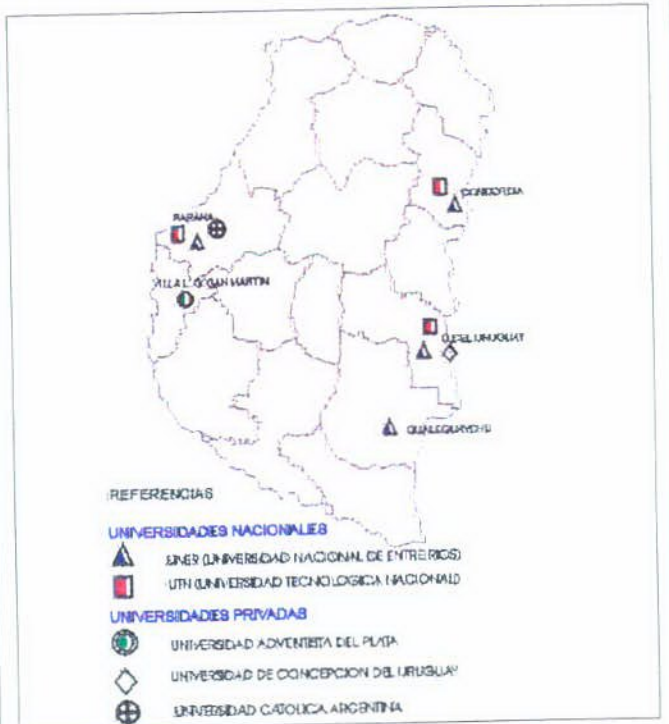 CONCORDIA
PARANA
VILLA L. G. SAN MARTIN
C. DEL URUGUAY
GUALEGUAYCHU
REFERENCIAS
UNIVERSIDADES NACIONALES
UNER (UNIVERSIDAD NACIONAL DE ENTRE RIOS)
UTN (UNIVERSIDAD TECNOLOGICA NACIONAL)
UNIVERSIDADES PRIVADAS
UNIVERSIDAD ADVENTISTA DEL PLATA
UNIVERSIDAD DE CONCEPCION DEL URUGUAY
UNIVERSIDAD CATOLICA ARGENTINA